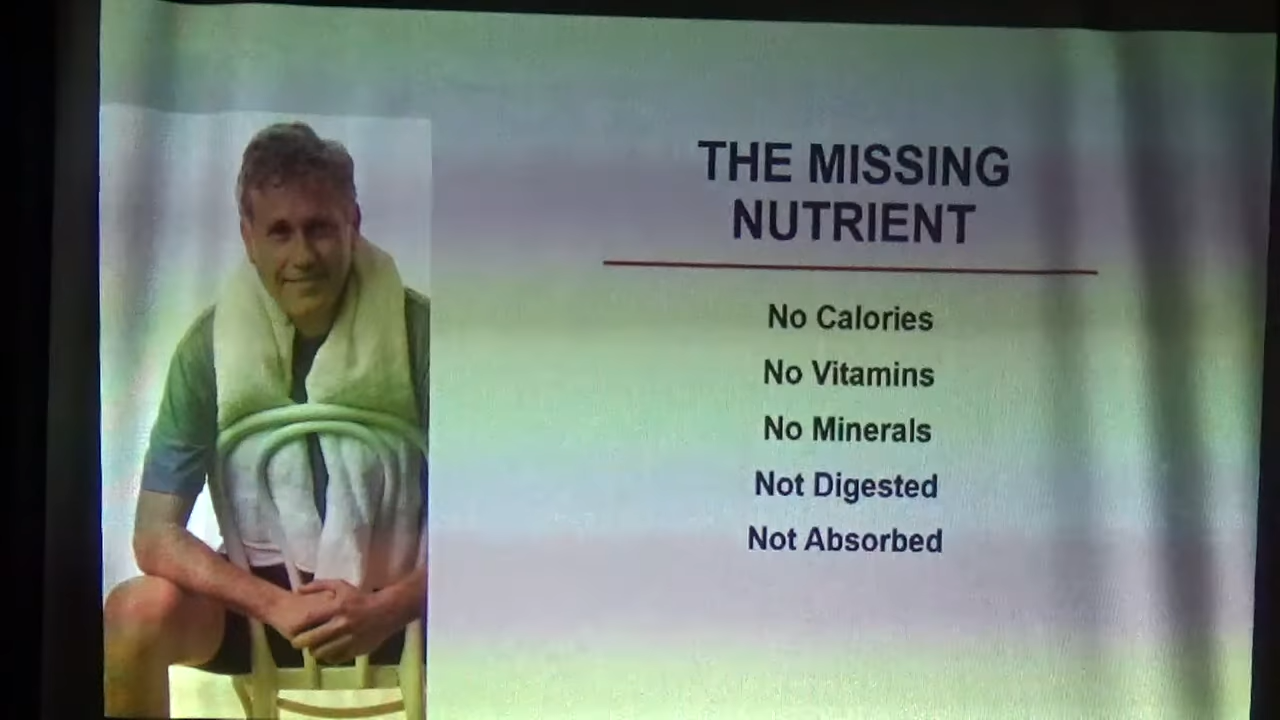 THE MISSING
NUTRIENT
No Calories
No Vitamins
No Minerals
Not Digested
Not Absorbed